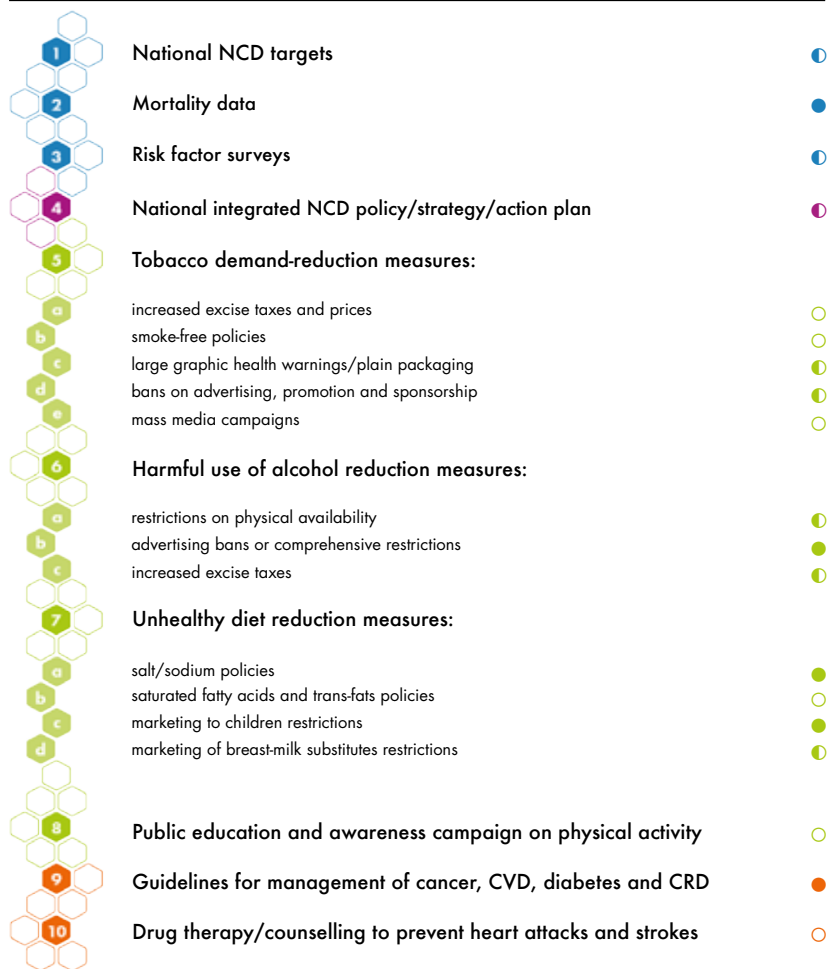 1 National NCD targets
2 Mortality data
3 Risk factor surveys
4 National integrated NCD policy/strategy/action plan
5 Tobacco demand-reduction measures:
a increased excise taxes and prices
b smoke-free policies
c large graphic health warnings/plain packaging
d bans on advertising, promotion and sponsorship
e mass media campaigns
6 Harmful use of alcohol reduction measures:
a restrictions on physical availability
b advertising bans or comprehensive restrictions
c increased excise taxes
7 Unhealthy diet reduction measures:
a salt/sodium policies
b saturated fatty acids and trans-fats policies
c marketing to children restrictions
d marketing of breast-milk substitutes restrictions
8 Public education and awareness campaign on physical activity
9 Guidelines for management of cancer, CVD, diabetes and CRD
10 Drug therapy/counselling to prevent heart attacks and strokes